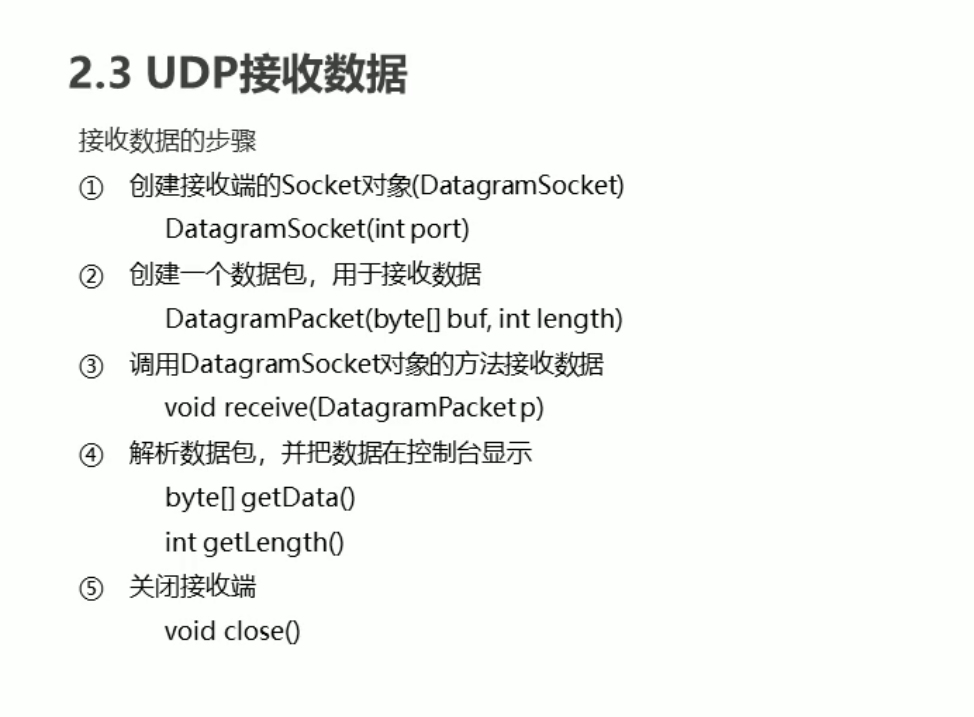 2.3 UDP接收数据
接收数据的步骤
① 创建接收端的Socket对象(DatagramSocket)
DatagramSocket(int port)
② 创建一个数据包，用于接收数据
DatagramPacket(byte[] buf, int length)
③ 调用DatagramSocket对象的方法接收数据
void receive(DatagramPacket p)
④ 解析数据包，并把数据在控制台显示
byte[] getData()
int getLength()
⑤ 关闭接收端
void close()